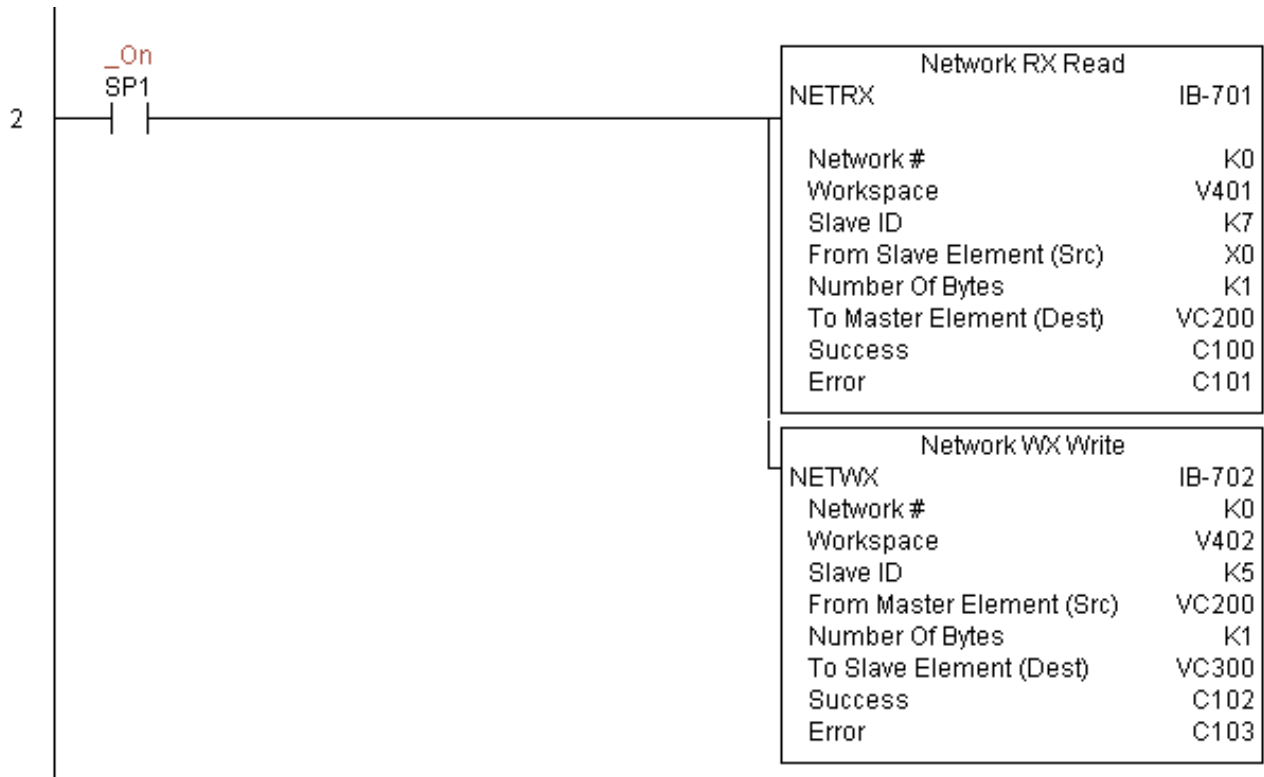 _On
SP1
2
Network RX Read
NETRX IB-701
Network # K0
Workspace V401
Slave ID K7
From Slave Element (Src) X0
Number Of Bytes K1
To Master Element (Dest) VC200
Success C100
Error C101
Network WX Write
NETWX IB-702
Network # K0
Workspace V402
Slave ID K5
From Master Element (Src) VC200
Number Of Bytes K1
To Slave Element (Dest) VC300
Success C102
Error C103